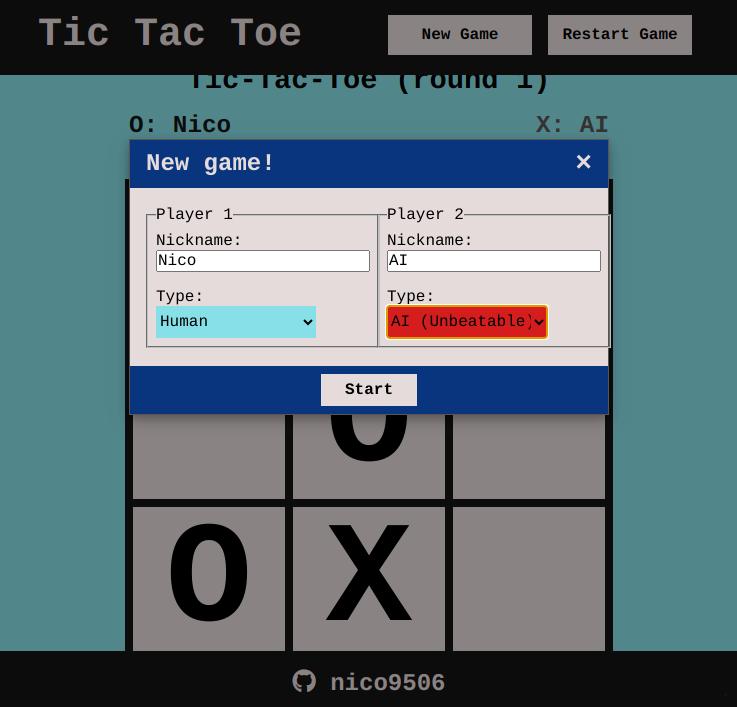 Tic Tac Toe
New Game
Restart Game
Tic-Tac-Toe (round 1)
O: Nico
X: AI
New game!
×
Player 1
Player 2
Nickname:
Nickname:
Nico
AI
Type:
Type:
Human
AI (Unbeatable)
Start
O
O X
nico9506